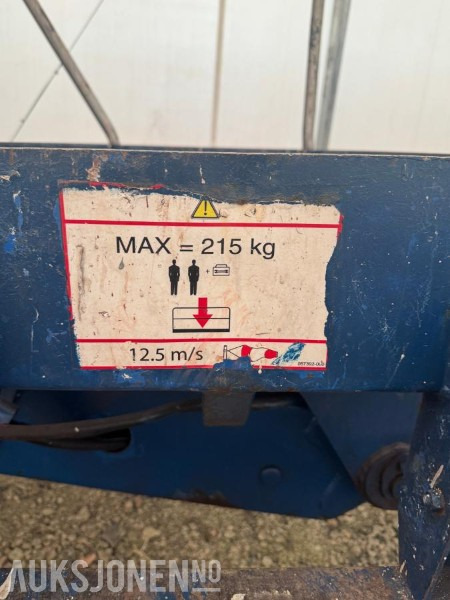 MAX = 215 kg
12.5 m/s
AUKSJONEN.NO